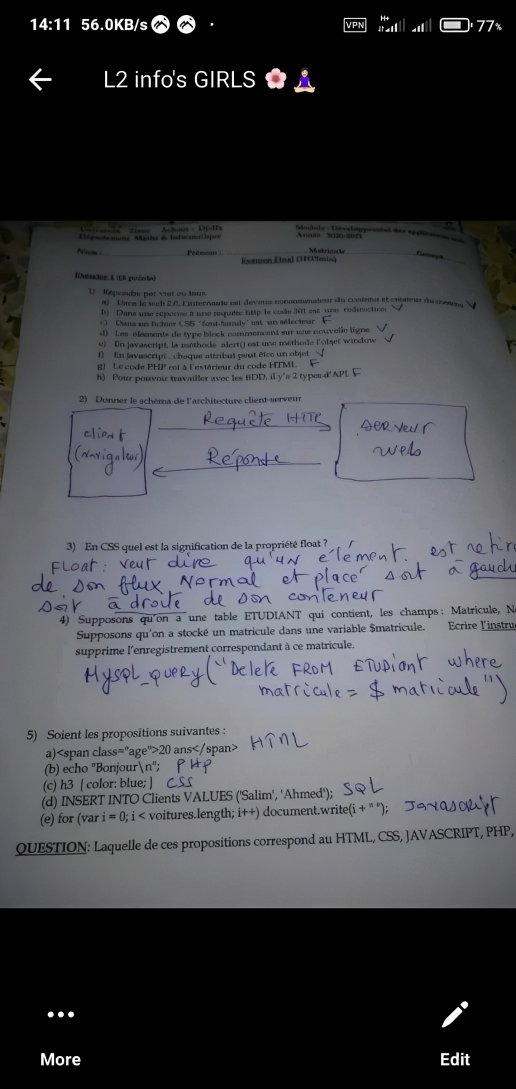 14:11 56.0KB/s VPN H+ 77%
L2 info's GIRLS 🌸🧘🏻‍♀️
Université Ziane Achour - Djelfa
Département Maths & Informatique
Module : Développement des applications
Année 2020-2021
Nom : Prénom : Matricule Groupe
Examen Final (1H15min)
Exercice 1 (8 points)
1) Répondre par vrai ou faux
a) Dans le web 2.0, l'internaute est devenu consommateur du contenu et créateur du contenu V
b) Dans une réponse à une requête http le code 301 est une redirection V
c) Dans un fichier CSS 'font-family' est un sélecteur F
d) Les éléments de type block commencent sur une nouvelle ligne V
e) En javascript, la méthode alert() est une méthode l'objet window V
f) En javascript, chaque attribut peut être un objet V
g) Le code PHP est à l'extérieur du code HTML F
h) Pour pouvoir travailler avec les BDD, il y'a 2 types d'API. F
2) Donner le schéma de l'architecture client-serveur
client
(navigateur)
Requête HTTP
Réponse
serveur
web
3) En CSS quel est la signification de la propriété float ?
Float : veut dire qu'un élément. est retiré
de son flux Normal et placé soit à gauche
soit à droite de son conteneur
4) Supposons qu'on a une table ETUDIANT qui contient, les champs : Matricule,
Supposons qu'on a stocké un matricule dans une variable $matricule. Ecrire
supprime l'enregistrement correspondant à ce matricule.
Mysql_query("Delete FROM ETUDiant where
matricule = $ matricule")
5) Soient les propositions suivantes :
a)<span class="age">20 ans</span> HTML
(b) echo "Bonjour\n"; PHP
(c) h3 { color: blue; } CSS
(d) INSERT INTO Clients VALUES ('Salim', 'Ahmed'); SQL
(e) for (var i = 0; i < voitures.length; i++) document.write(i + " "); Javascript
QUESTION: Laquelle de ces propositions correspond au HTML, CSS, JAVASCRIPT, PHP,
More Edit